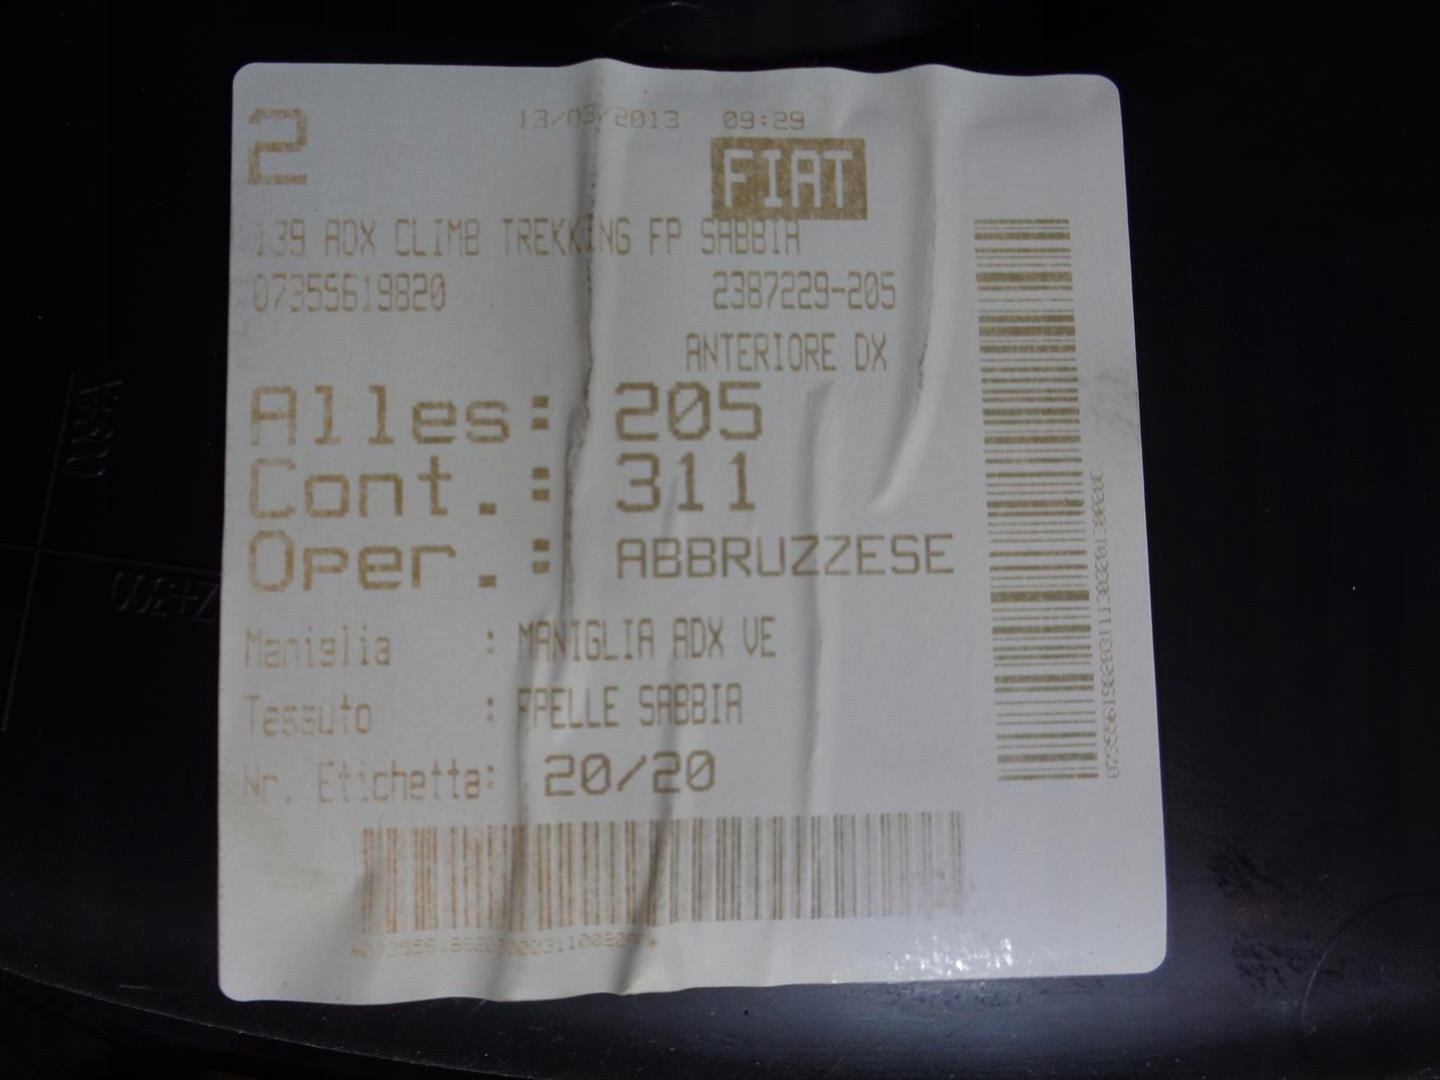 2
13/03/2013 09:29
FIAT
139 ADX CLIMB TREKKING FP SABBIA
07355619820 2387229-205
ANTERIORE DX
Alles: 205
Cont.: 311
Oper.: ABBRUZZESE
Maniglia : MANIGLIA ADX VE
Tessuto : FPELLE SABBIA
Nr. Etichetta: 20/20